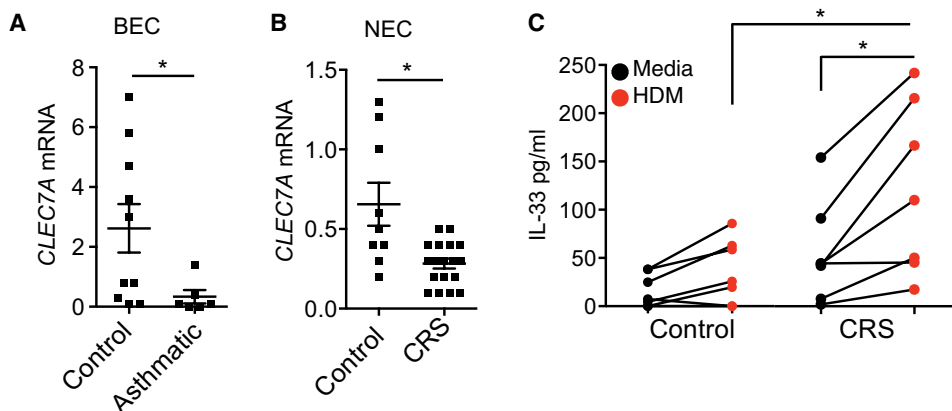 A
BEC
*
CLEC7A mRNA
8
6
4
2
0
Control
Asthmatic
B
NEC
*
CLEC7A mRNA
1.5
1.0
0.5
0.0
Control
CRS
C
*
*
Media
HDM
IL-33 pg/ml
250
200
150
100
50
0
Control
CRS